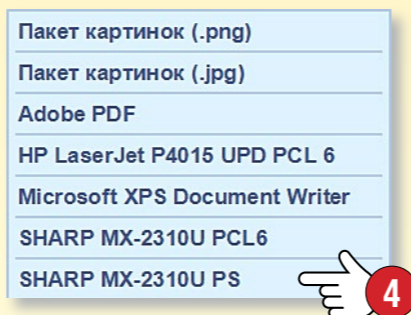 Пакет картинок (.png)
Пакет картинок (.jpg)
Adobe PDF
HP LaserJet P4015 UPD PCL 6
Microsoft XPS Document Writer
SHARP MX-2310U PCL6
SHARP MX-2310U PS
4